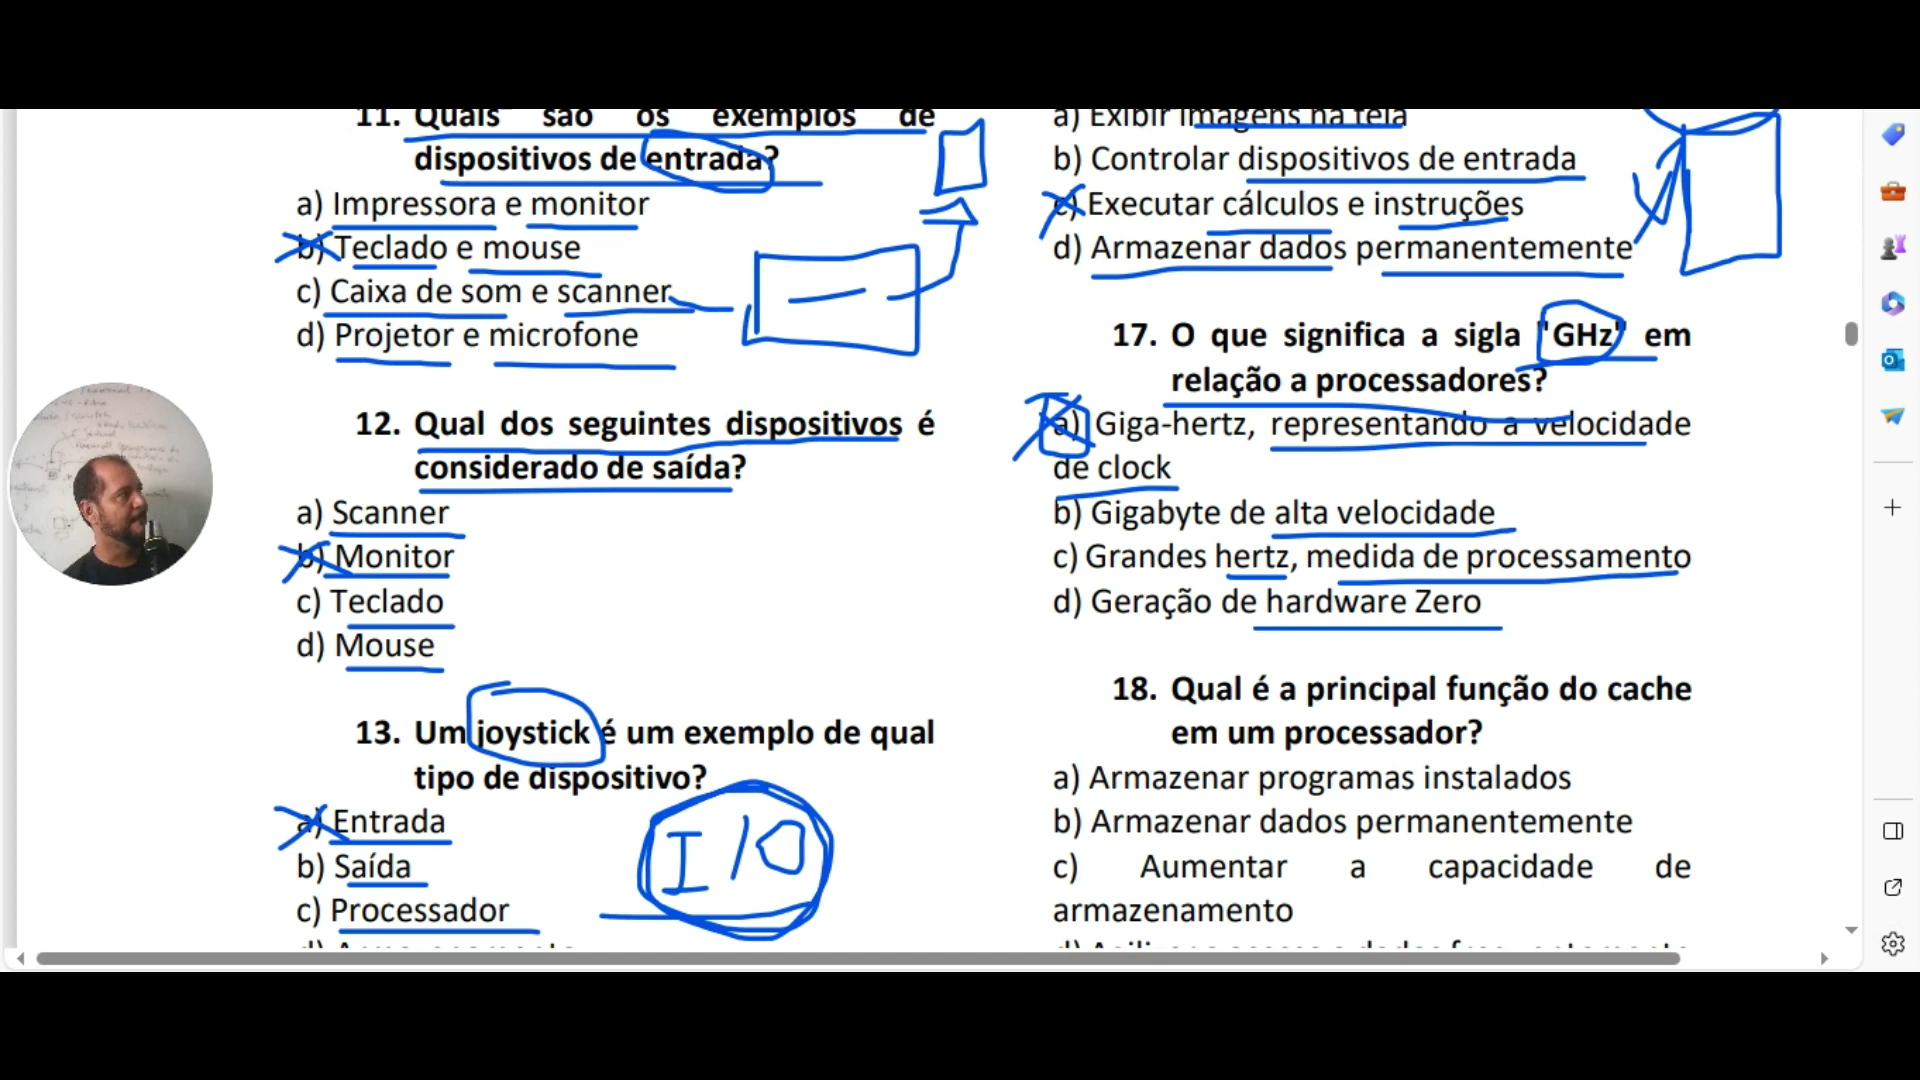 11. Quais são os exemplos de
dispositivos de entrada?
a) Impressora e monitor
b) Teclado e mouse
c) Caixa de som e scanner
d) Projetor e microfone
12. Qual dos seguintes dispositivos é
considerado de saída?
a) Scanner
b) Monitor
c) Teclado
d) Mouse
13. Um joystick é um exemplo de qual
tipo de dispositivo?
a) Entrada
b) Saída
c) Processador
d) Armazenamento
I/O
a) Exibir imagens na tela
b) Controlar dispositivos de entrada
c) Executar cálculos e instruções
d) Armazenar dados permanentemente
17. O que significa a sigla "GHz" em
relação a processadores?
a) Giga-hertz, representando a velocidade
de clock
b) Gigabyte de alta velocidade
c) Grandes hertz, medida de processamento
d) Geração de hardware Zero
18. Qual é a principal função do cache
em um processador?
a) Armazenar programas instalados
b) Armazenar dados permanentemente
c) Aumentar a capacidade de
armazenamento
d) Agilizar o acesso a dados frequentemente